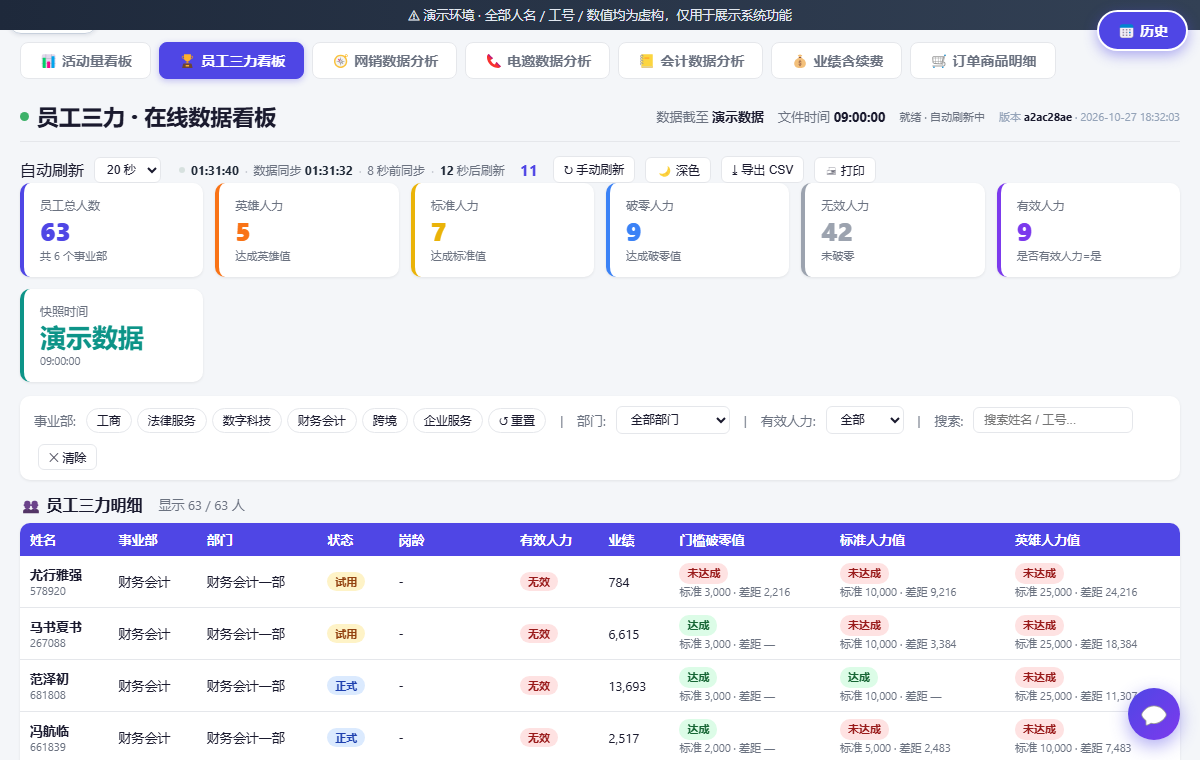 ⚠ 演示环境 · 全部人名 / 工号 / 数值均为虚构，仅用于展示系统功能
历史
活动量看板 员工三力看板 网销数据分析 电邀数据分析 会计数据分析 业绩含续费 订单商品明细
员工三力 · 在线数据看板 数据截至 演示数据 文件时间 09:00:00 就绪 · 自动刷新中 版本 a2ac28ae · 2026-10-27 18:32:03
自动刷新 20 秒 01:31:40 · 数据同步 01:31:32 · 8 秒前同步 · 12 秒后刷新 11 ↻ 手动刷新 深色 ⤓ 导出 CSV 打印
员工总人数 英雄人力 标准人力 破零人力 无效人力 有效人力
63 5 7 9 42 9
共 6 个事业部 达成英雄值 达成标准值 达成破零值 未破零 是否有效人力=是
快照时间
演示数据
09:00:00
事业部: 工商 法律服务 数字科技 财务会计 跨境 企业服务 ↺ 重置 | 部门: 全部部门 | 有效人力: 全部 | 搜索: 搜索姓名 / 工号...
✕ 清除
员工三力明细 显示 63 / 63 人
姓名 事业部 部门 状态 岗龄 有效人力 业绩 门槛破零值 标准人力值 英雄人力值
尤行雅强 财务会计 财务会计一部 试用 - 无效 784 未达成 未达成 未达成
578920 标准 3,000 · 差距 2,216 标准 10,000 · 差距 9,216 标准 25,000 · 差距 24,216
马书夏书 财务会计 财务会计一部 试用 - 无效 6,615 达成 未达成 未达成
267088 标准 3,000 · 差距 — 标准 10,000 · 差距 3,384 标准 25,000 · 差距 18,384
范泽初 财务会计 财务会计一部 正式 - 无效 13,693 达成 达成 未达成
681808 标准 3,000 · 差距 — 标准 10,000 · 差距 — 标准 25,000 · 差距 11,307
冯航临 财务会计 财务会计一部 正式 - 无效 2,517 达成 未达成 未达成
661839 标准 2,000 · 差距 — 标准 5,000 · 差距 2,483 标准 10,000 · 差距 7,483